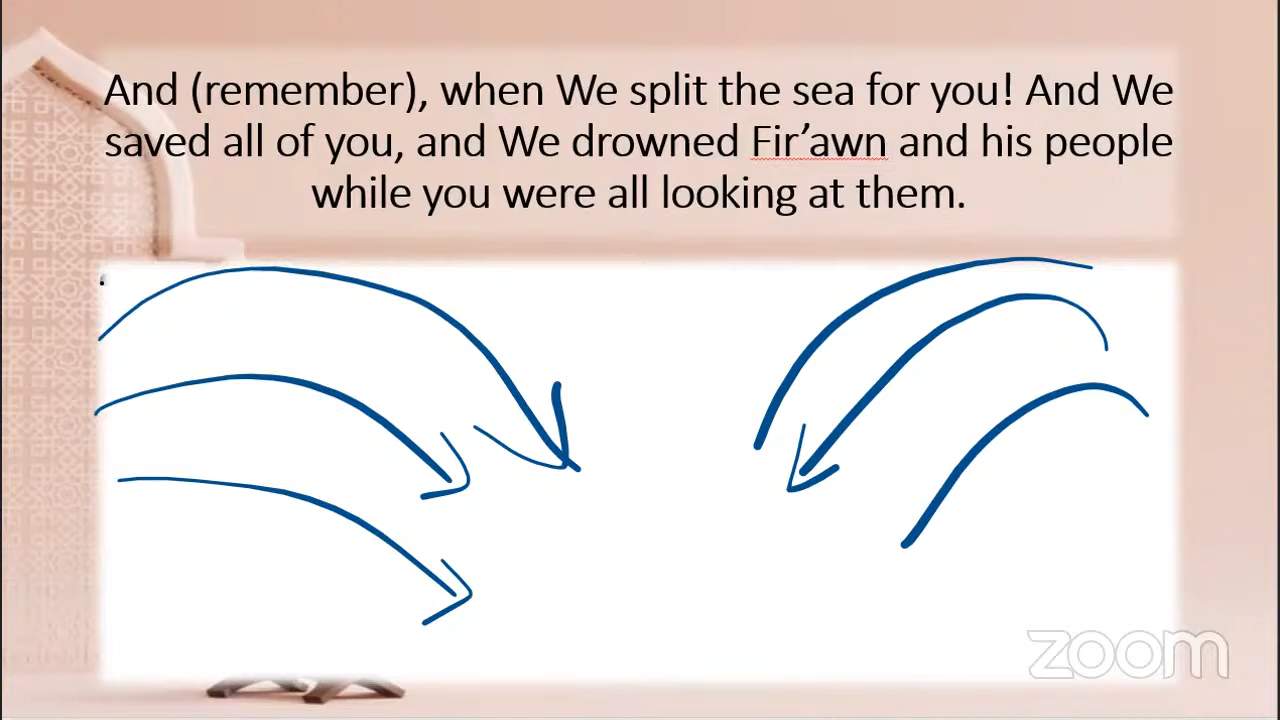 And (remember), when We split the sea for you! And We
saved all of you, and We drowned Fir’awn and his people
while you were all looking at them.
zoom